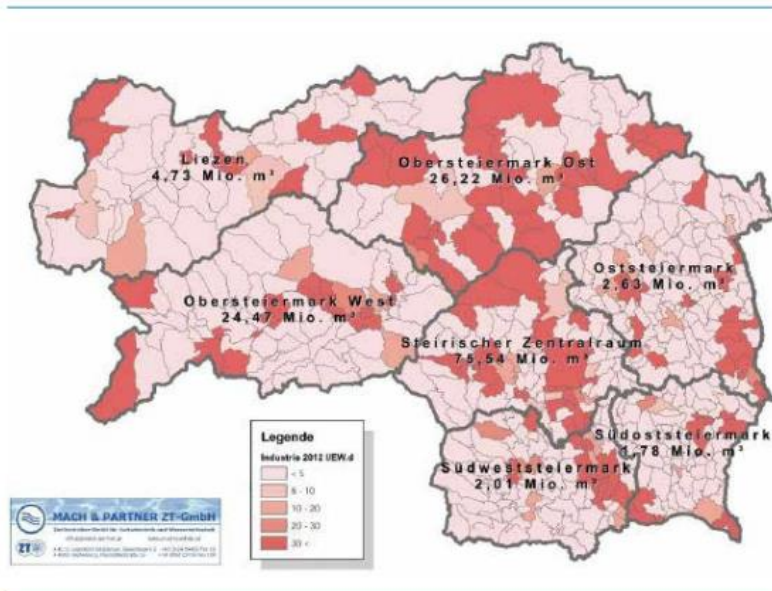 Liezen
4,73 Mio. m³
Obersteiermark Ost
26,22 Mio. m³
Oststeiermark
2,63 Mio. m³
Obersteiermark West
24,47 Mio. m³
Steirischer Zentralraum
75,54 Mio. m³
Südoststeiermark
1,78 Mio. m³
Südweststeiermark
2,01 Mio. m³
Legende
Industrie 2012 l/EW.d
< 5
6 - 10
10 - 20
20 - 30
30 <
MACH & PARTNER ZT-GmbH
ZT